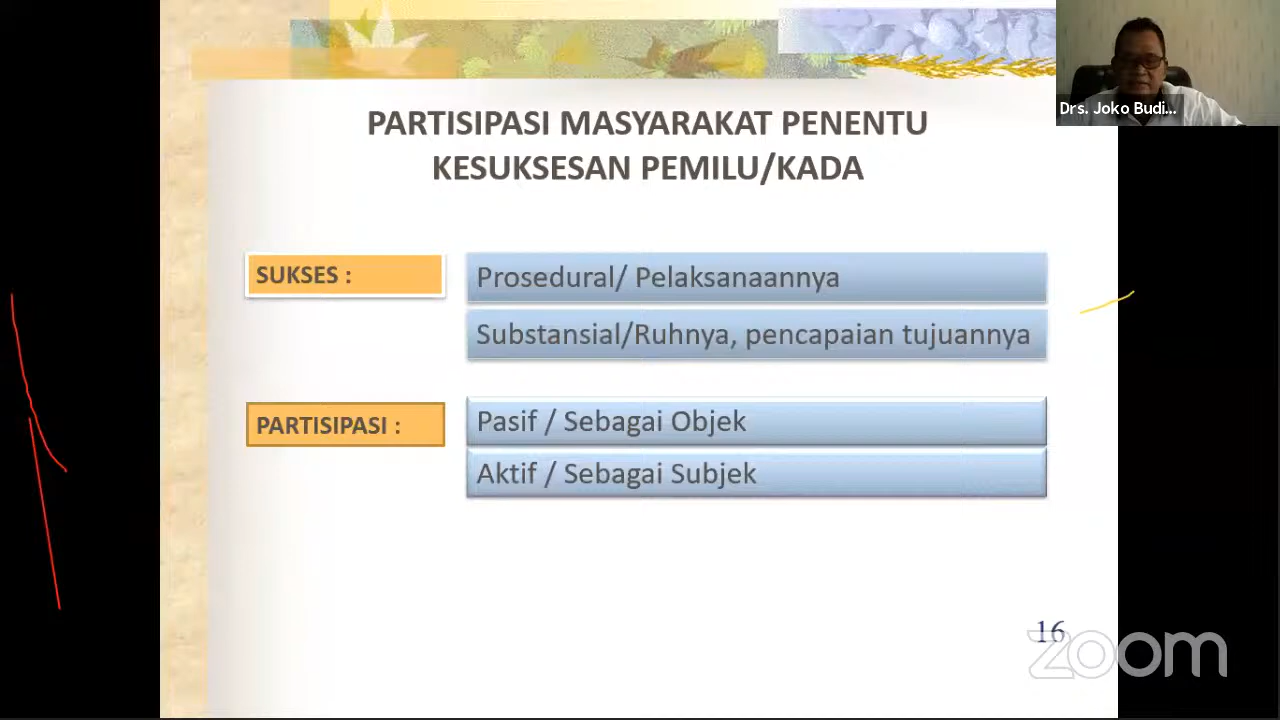 PARTISIPASI MASYARAKAT PENENTU
KESUKSESAN PEMILU/KADA
Drs. Joko Budi...
SUKSES :
Prosedural/ Pelaksanaannya
Substansial/Ruhnya, pencapaian tujuannya
PARTISIPASI :
Pasif / Sebagai Objek
Aktif / Sebagai Subjek
16
zoom